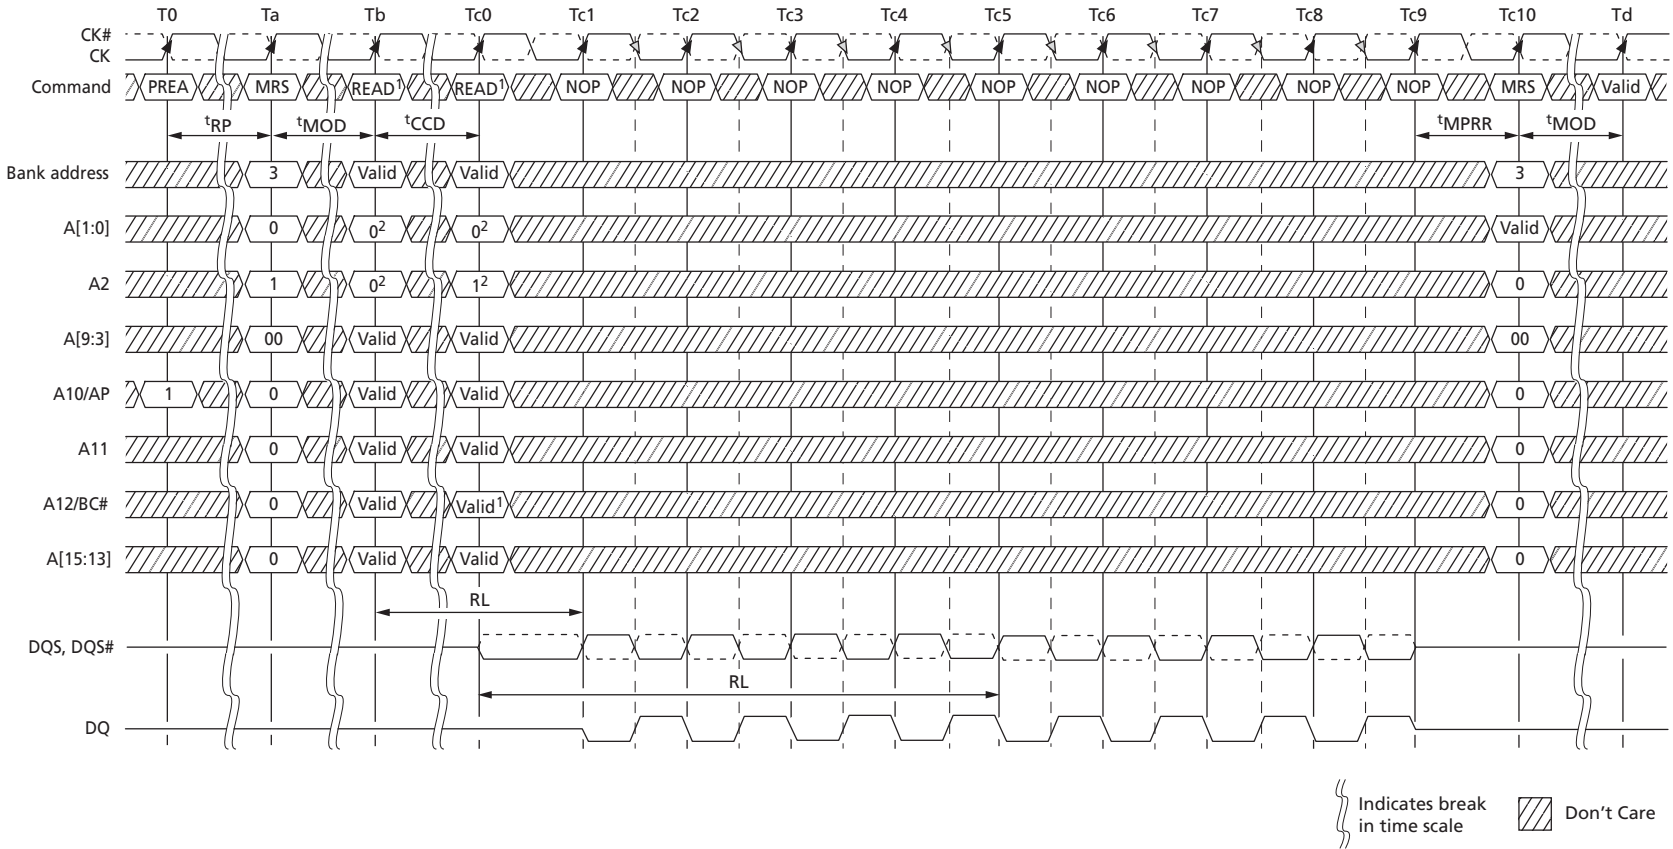 T0 Ta Tb Tc0 Tc1 Tc2 Tc3 Tc4 Tc5 Tc6 Tc7 Tc8 Tc9 Tc10 Td
CK#
CK
Command PREA MRS READ¹ READ¹ NOP NOP NOP NOP NOP NOP NOP NOP NOP MRS Valid
ᵗRP ᵗMOD ᵗCCD ᵗMPRR ᵗMOD
Bank address 3 Valid Valid 3
A[1:0] 0 0² 0² Valid
A2 1 0² 1² 0
A[9:3] 00 Valid Valid 00
A10/AP 1 0 Valid Valid 0
A11 0 Valid Valid 0
A12/BC# 0 Valid Valid¹ 0
A[15:13] 0 Valid Valid 0
RL
DQS, DQS#
RL
DQ
Indicates break
in time scale
Don't Care